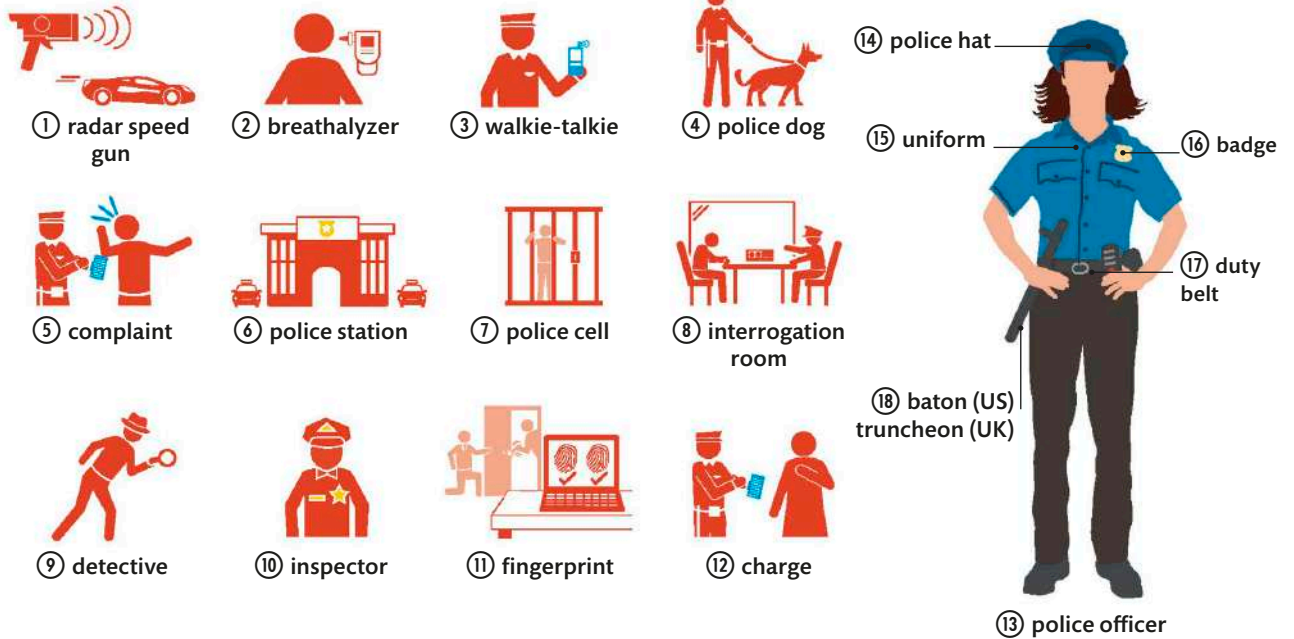 ① radar speed
gun
② breathalyzer
③ walkie-talkie
④ police dog
⑤ complaint
⑥ police station
⑦ police cell
⑧ interrogation
room
⑨ detective
⑩ inspector
⑪ fingerprint
⑫ charge
⑭ police hat
⑮ uniform
⑯ badge
⑰ duty
belt
⑱ baton (US)
truncheon (UK)
⑬ police officer